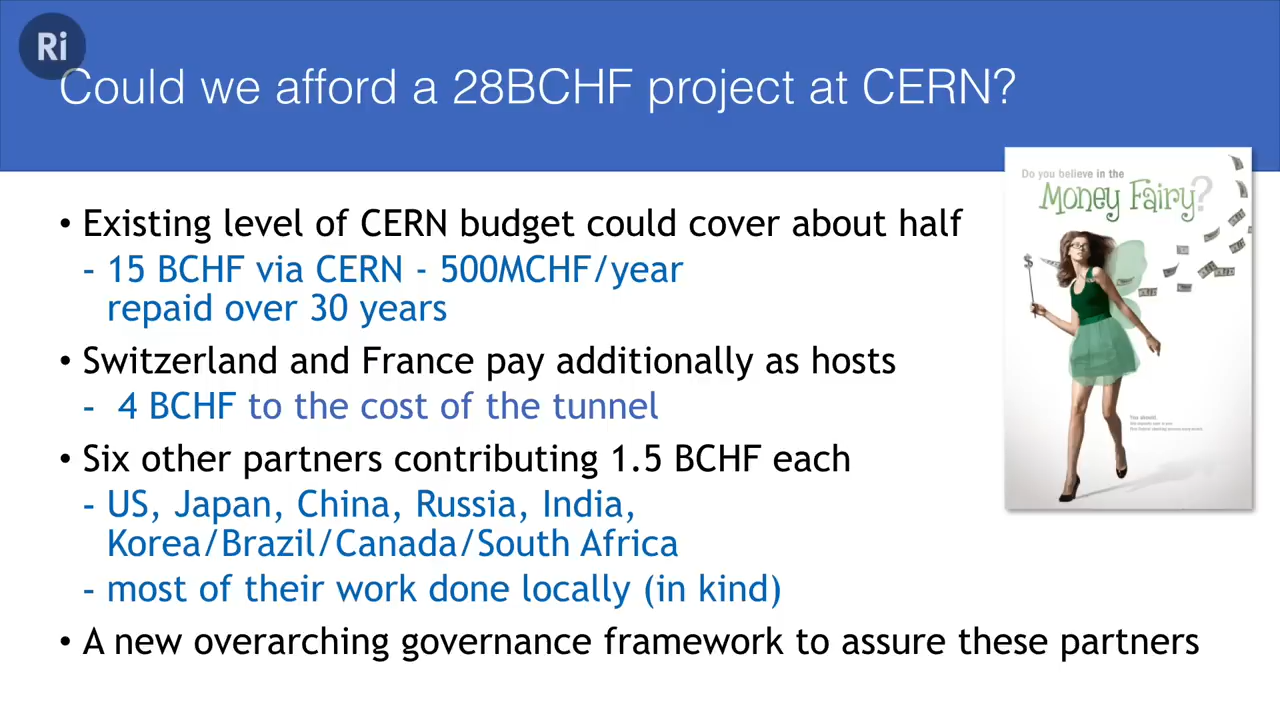 Ri
Could we afford a 28BCHF project at CERN?
Do you believe in the
Money Fairy?
• Existing level of CERN budget could cover about half
- 15 BCHF via CERN - 500MCHF/year
repaid over 30 years
• Switzerland and France pay additionally as hosts
- 4 BCHF to the cost of the tunnel
• Six other partners contributing 1.5 BCHF each
- US, Japan, China, Russia, India,
Korea/Brazil/Canada/South Africa
- most of their work done locally (in kind)
• A new overarching governance framework to assure these partners